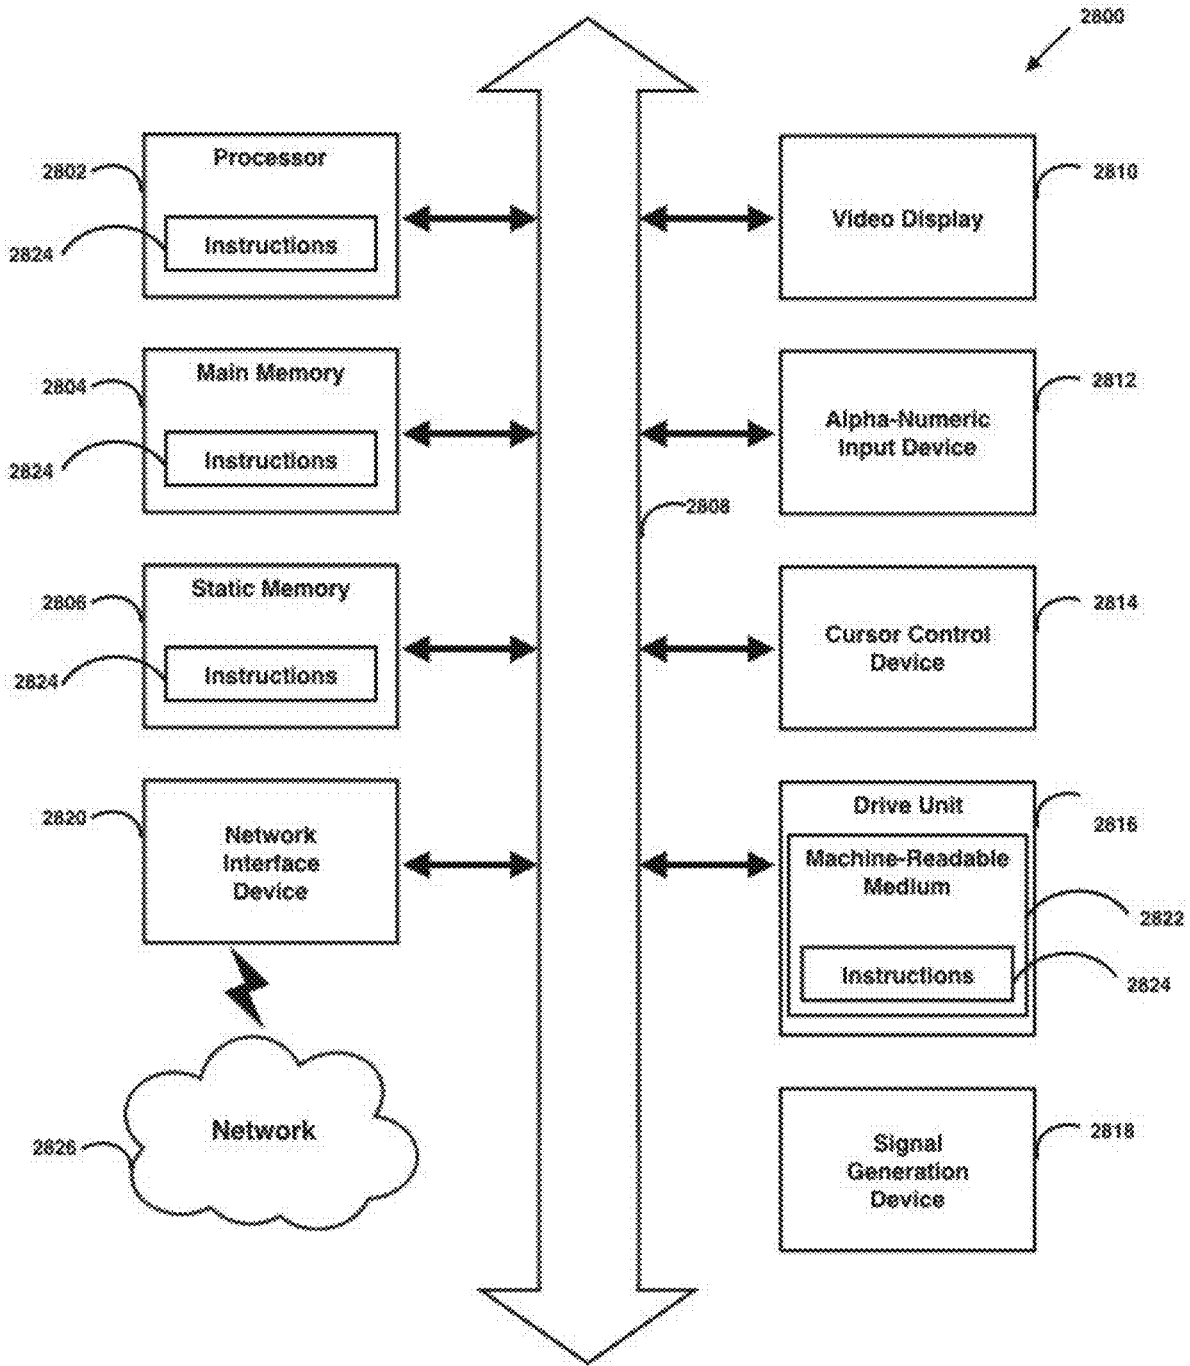 2800
Processor
2802
Instructions
2824
Video Display
2810
Main Memory
2804
Instructions
2824
Alpha-Numeric
Input Device
2812
2808
Static Memory
2806
Instructions
2824
Cursor Control
Device
2814
Network
Interface
Device
2820
Drive Unit
2816
Machine-Readable
Medium
2822
Instructions
2824
Network
2826
Signal
Generation
Device
2818